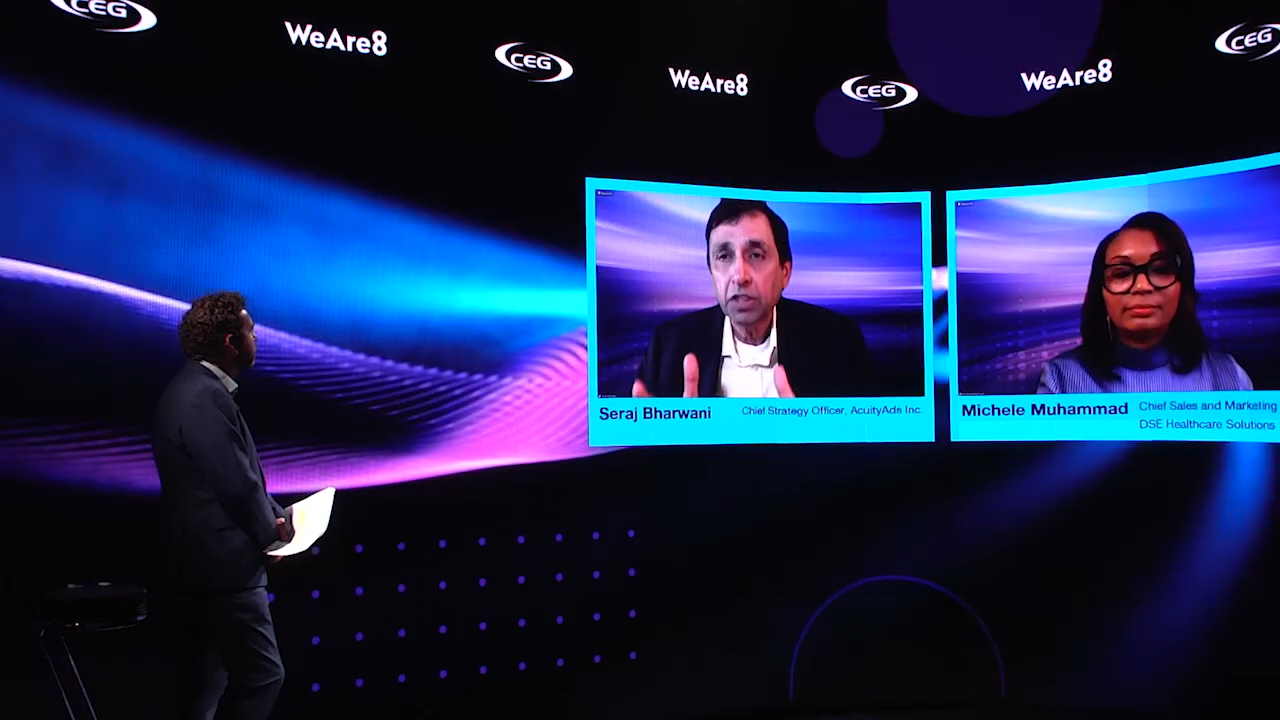 CEG
WeAre8
CEG
WeAre8
CEG
WeAre8
CEG
Seraj Bharwani
Chief Strategy Officer, AcuityAds Inc.
Michele Muhammad
Chief Sales and Marketing
DSE Healthcare Solutions